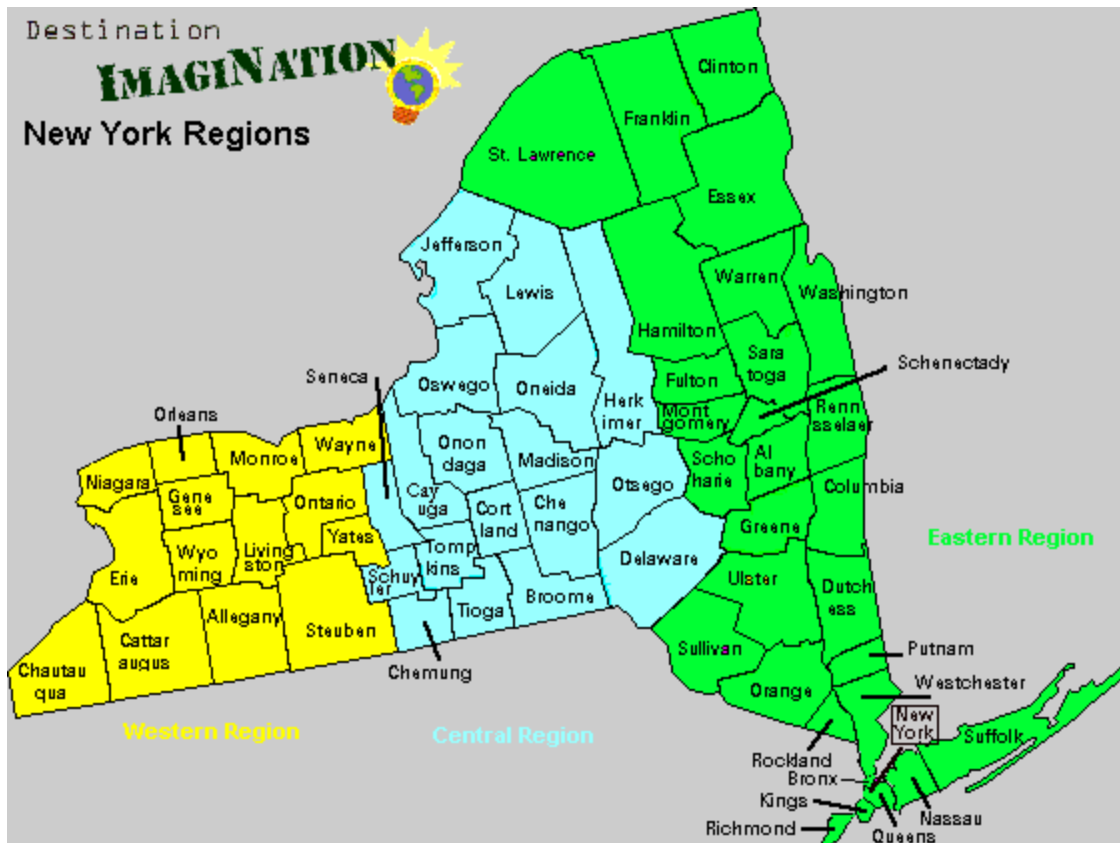 Destination
IMAGINATION
New York Regions
Clinton
Franklin
St. Lawrence
Essex
Jefferson
Lewis
Warren
Washington
Hamilton
Sara
toga
Schenectady
Seneca
Oswego
Oneida
Herk
imer
Fulton
Mont
gomery
Renn
sselaer
Orleans
Niagara
Monroe
Wayne
Onon
daga
Madison
Scho
harie
Al
bany
Gene
see
Ontario
Cay
uga
Cort
land
Che
nango
Otsego
Columbia
Greene
Wyo
ming
Living
ston
Yates
Tomp
kins
Delaware
Eastern Region
Erie
Schuy
ler
Ulster
Dutch
ess
Allegany
Steuben
Tioga
Broome
Cattar
augus
Chautau
qua
Chemung
Sullivan
Putnam
Orange
Westchester
Western Region
Central Region
New
York
Suffolk
Rockland
Bronx
Kings
Richmond
Queens
Nassau